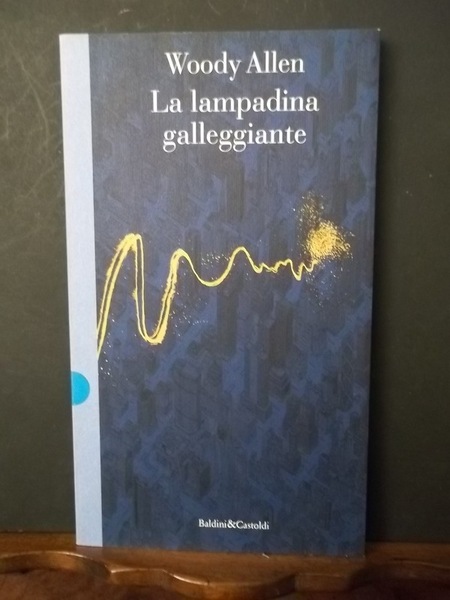 Woody Allen
La lampadina
galleggiante
Baldini&Castoldi